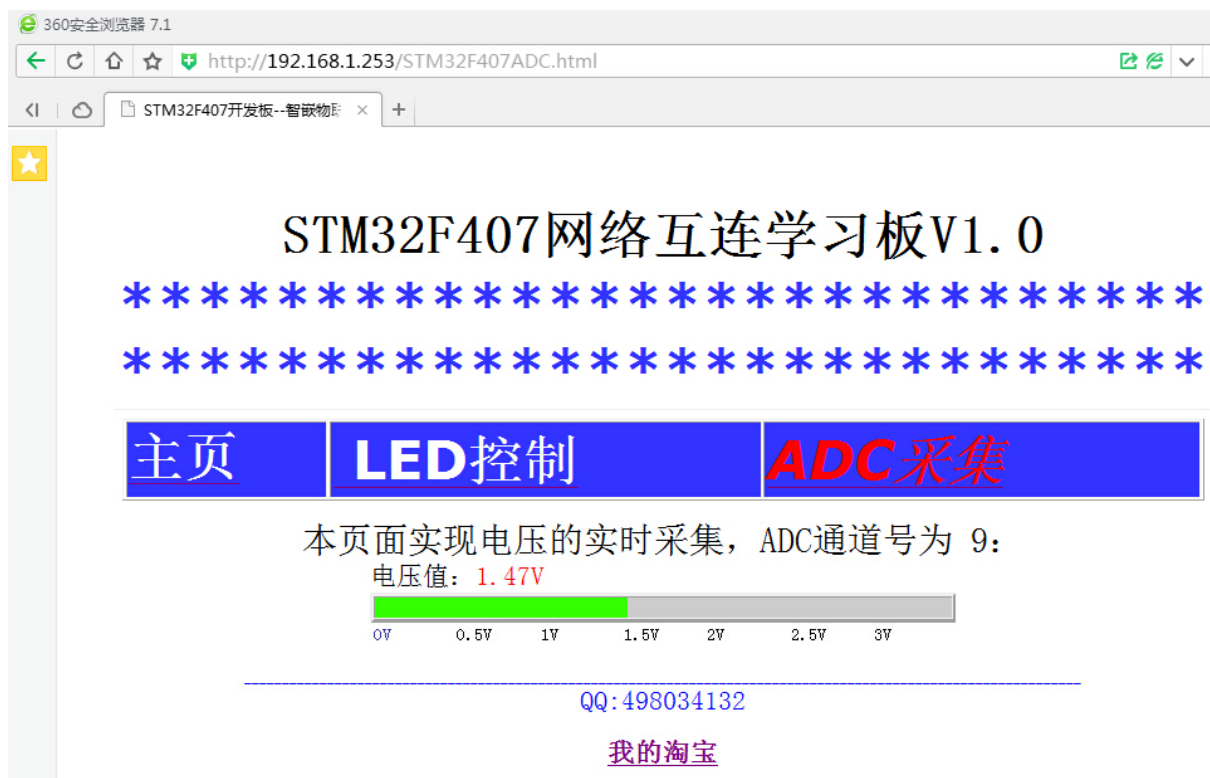 360安全浏览器 7.1
http://192.168.1.253/STM32F407ADC.html
STM32F407开发板--智嵌物
STM32F407网络互连学习板V1.0
****************************
****************************
主页 LED控制 ADC采集
本页面实现电压的实时采集，ADC通道号为 9：
电压值：1.47V
0V 0.5V 1V 1.5V 2V 2.5V 3V
QQ:498034132
我的淘宝